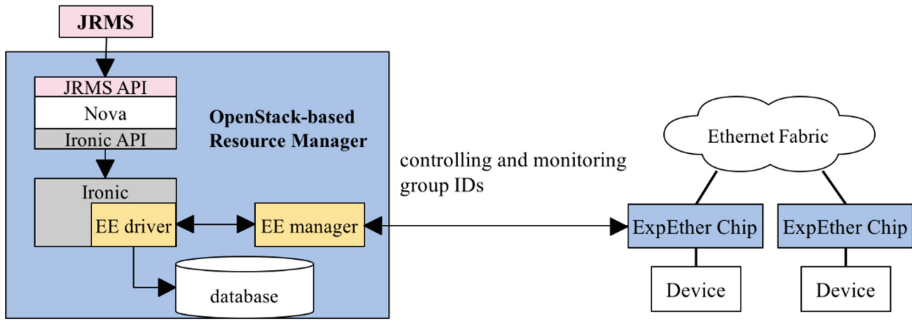 JRMS
JRMS API
Nova
Ironic API
OpenStack-based
Resource Manager
Ironic
EE driver
EE manager
database
controlling and monitoring
group IDs
Ethernet Fabric
ExpEther Chip
ExpEther Chip
Device
Device